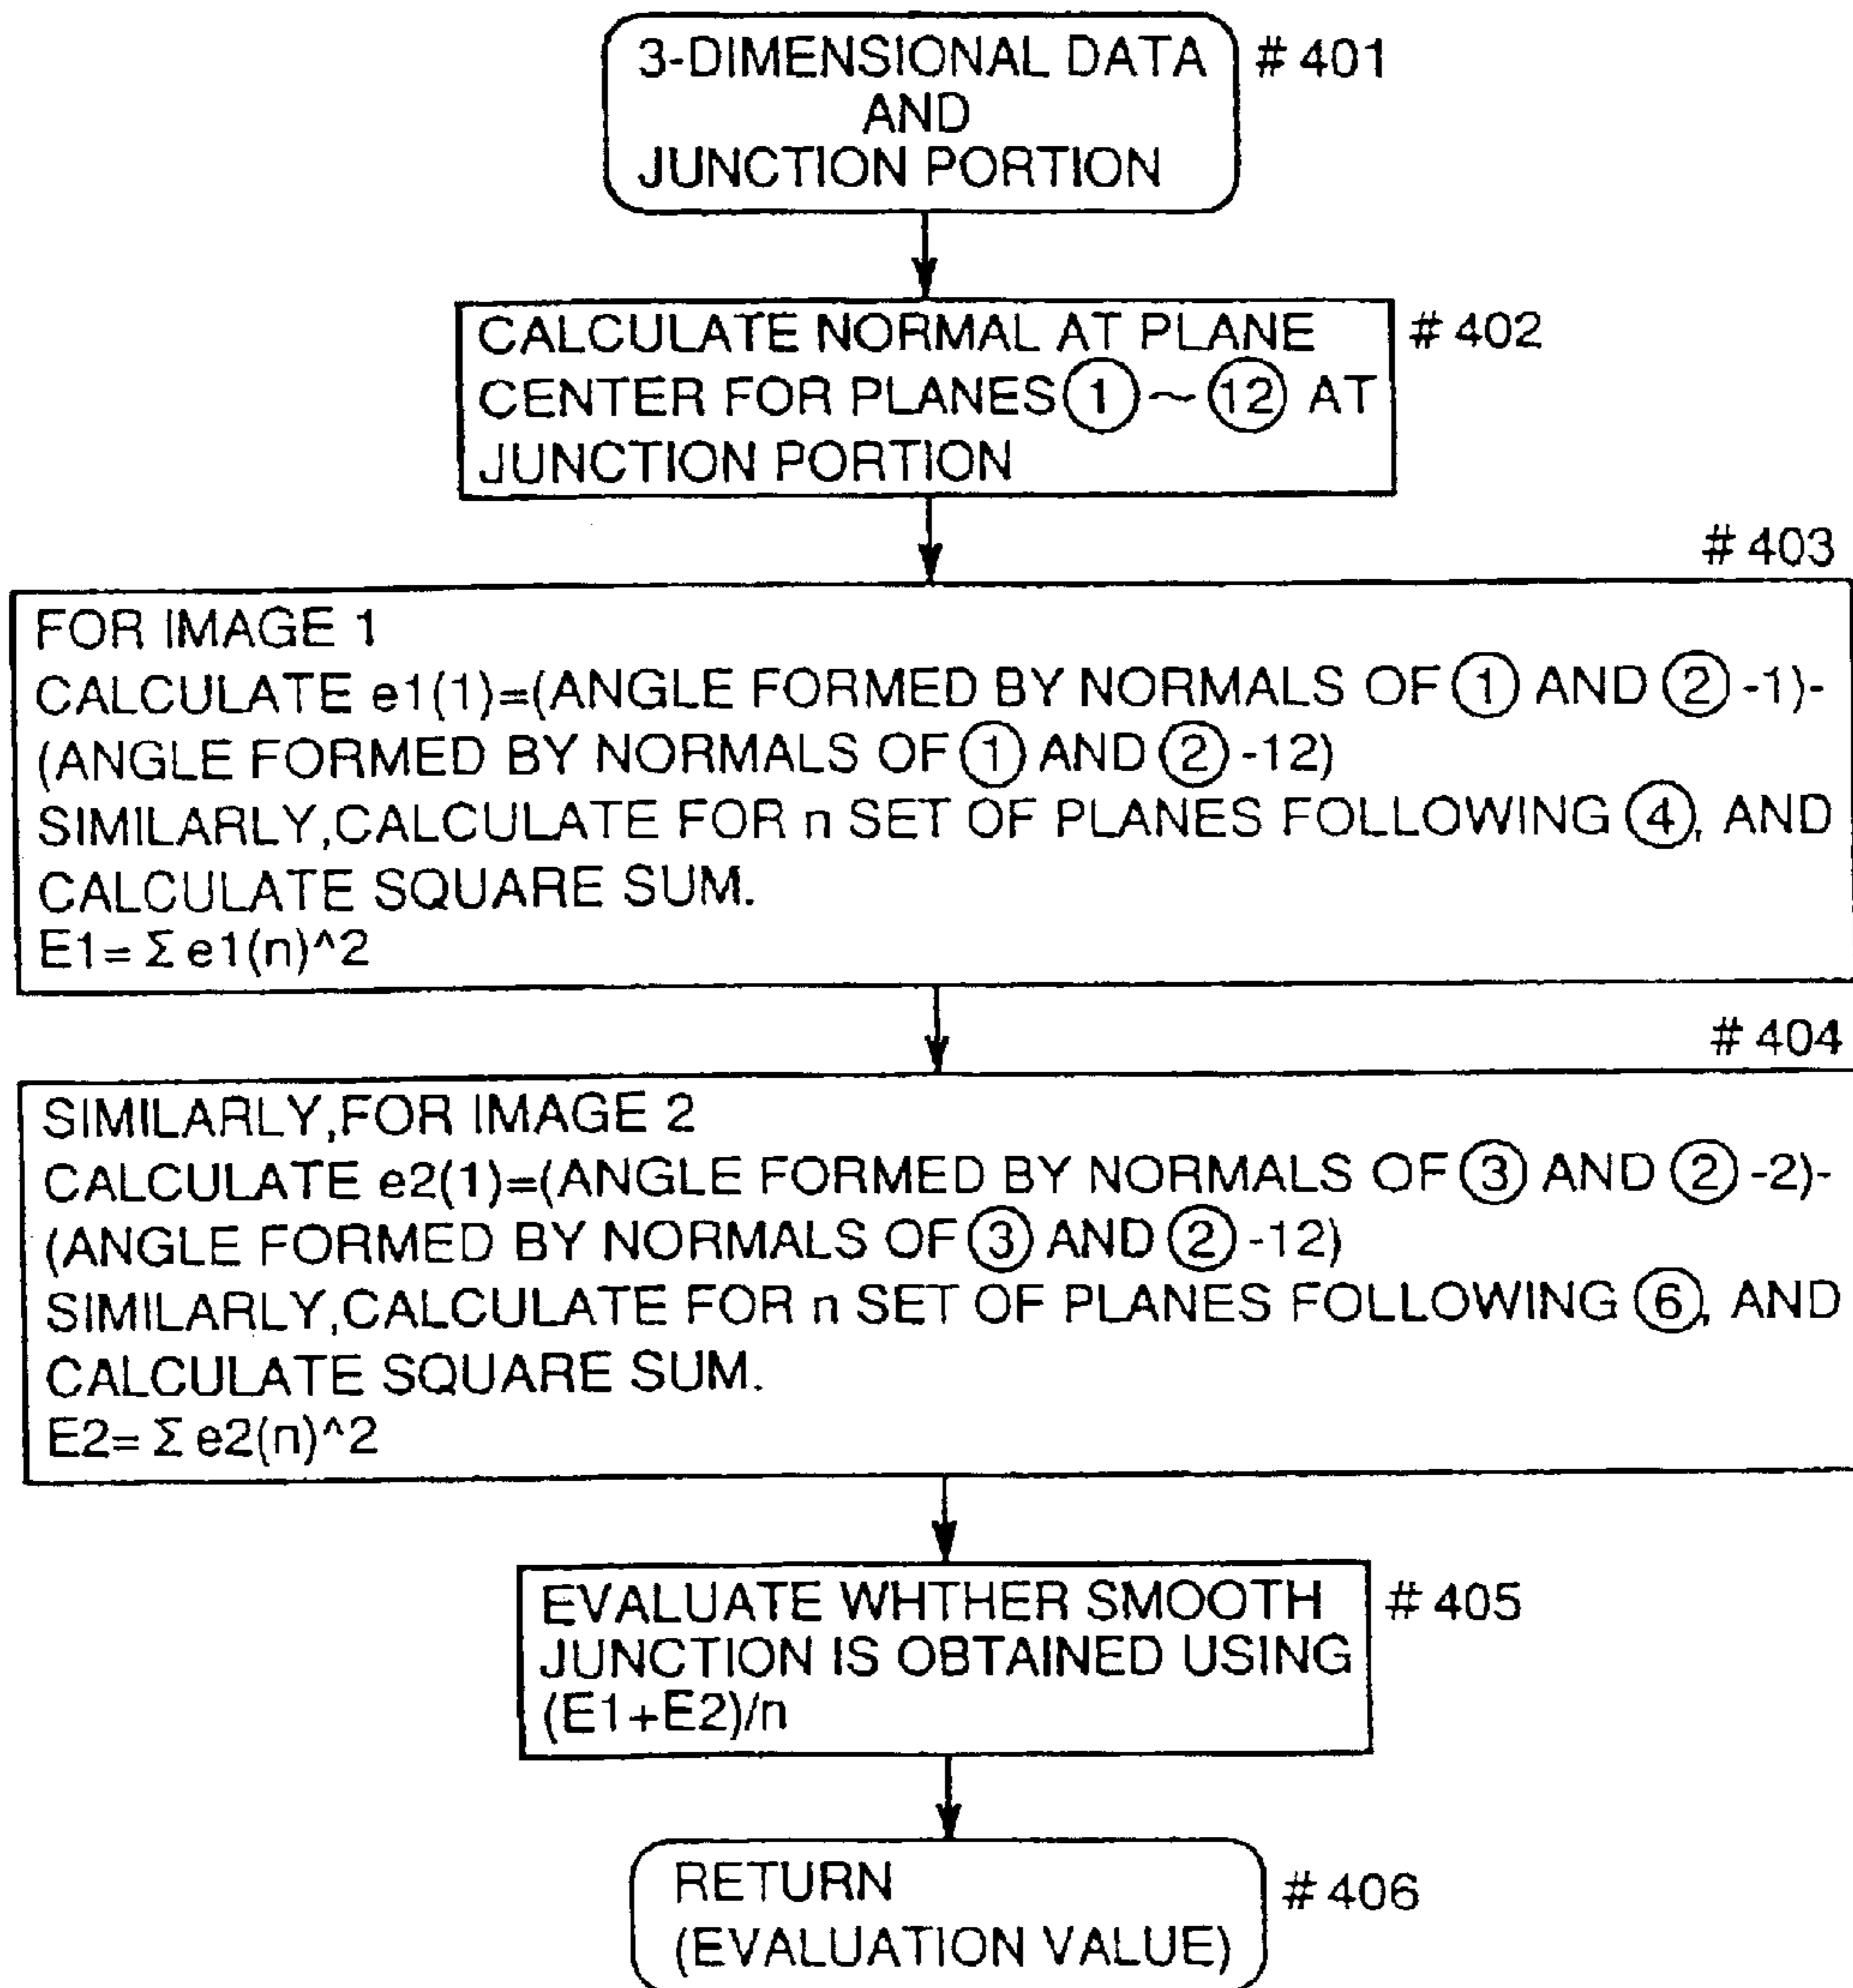 3-DIMENSIONAL DATA
AND
JUNCTION PORTION
# 401
CALCULATE NORMAL AT PLANE
CENTER FOR PLANES ① ~ ⑫ AT
JUNCTION PORTION
# 402
# 403
FOR IMAGE 1
CALCULATE e1(1)=(ANGLE FORMED BY NORMALS OF ① AND ② -1)-
(ANGLE FORMED BY NORMALS OF ① AND ② -12)
SIMILARLY,CALCULATE FOR n SET OF PLANES FOLLOWING ④, AND
CALCULATE SQUARE SUM.
E1=Σe1(n)^2
# 404
SIMILARLY,FOR IMAGE 2
CALCULATE e2(1)=(ANGLE FORMED BY NORMALS OF ③ AND ② -2)-
(ANGLE FORMED BY NORMALS OF ③ AND ② -12)
SIMILARLY,CALCULATE FOR n SET OF PLANES FOLLOWING ⑥, AND
CALCULATE SQUARE SUM.
E2=Σe2(n)^2
EVALUATE WHTHER SMOOTH
JUNCTION IS OBTAINED USING
(E1+E2)/n
# 405
RETURN
(EVALUATION VALUE)
# 406